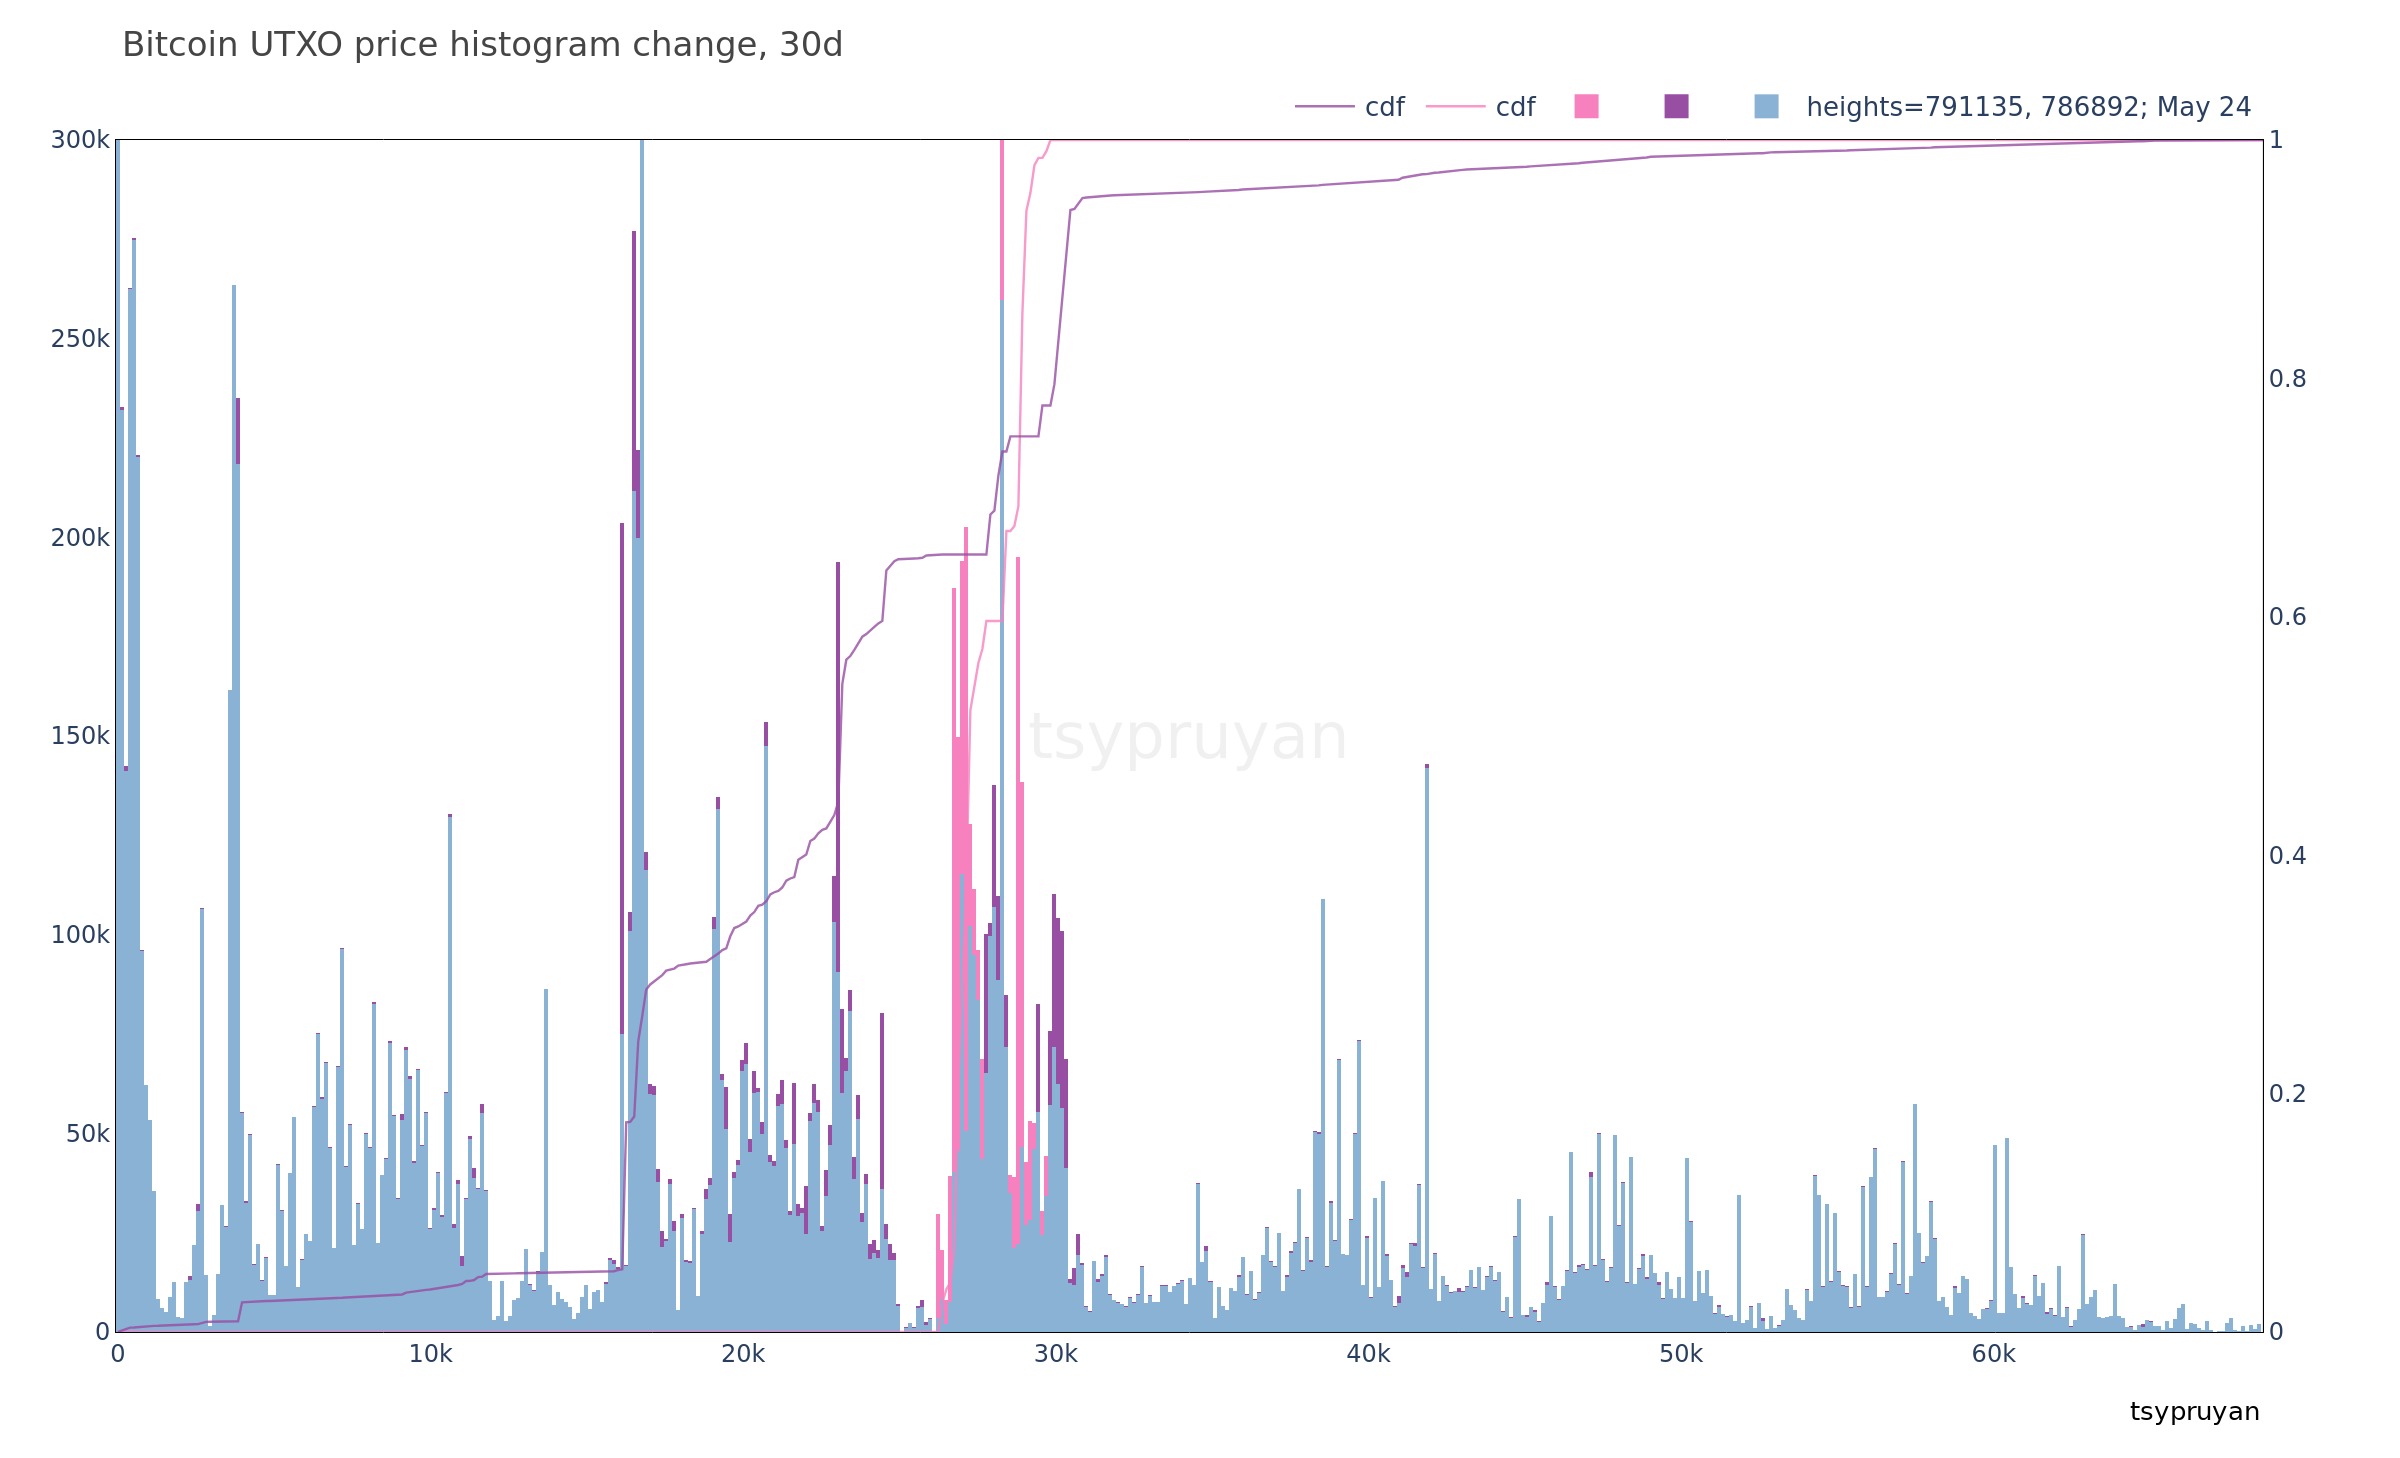 Bitcoin UTXO price histogram change, 30d
cdf cdf heights=791135, 786892; May 24
300k 1
250k
0.8
200k
0.6
150k
tsypruyan
0.4
100k
0.2
50k
0 0
0 10k 20k 30k 40k 50k 60k
tsypruyan